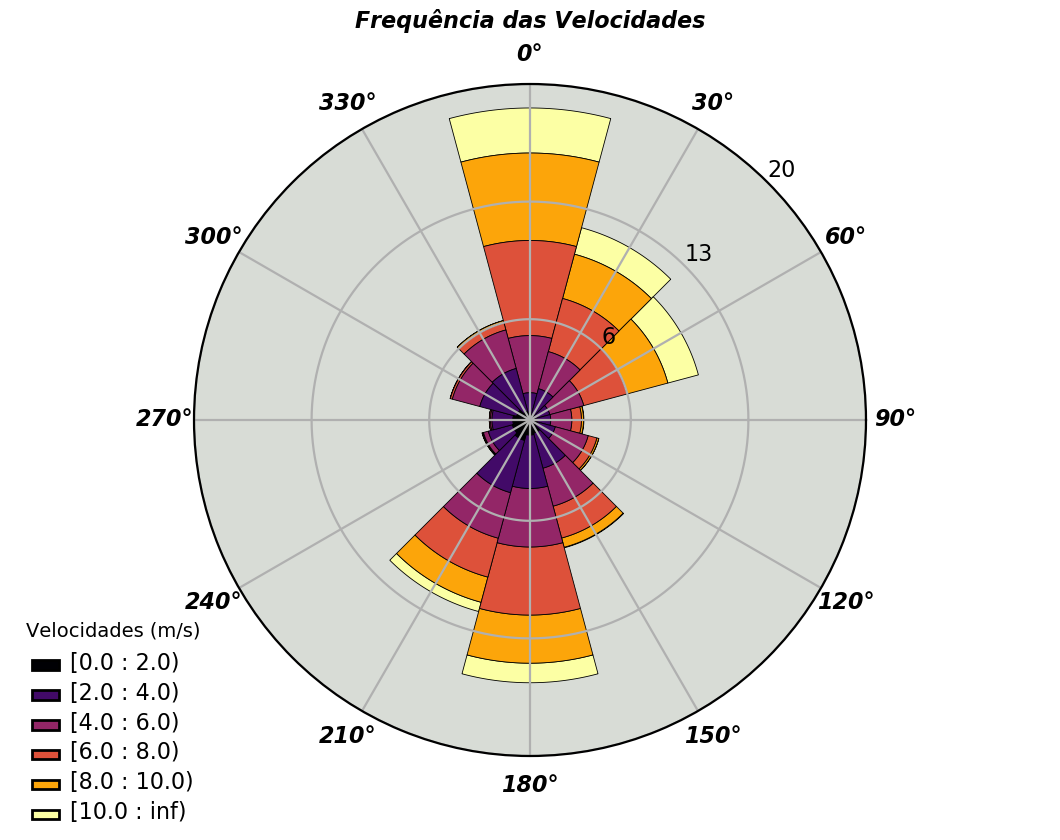 Frequência das Velocidades
0°
330°
30°
20
300°
60°
13
6
270°
90°
240°
120°
210°
150°
180°
Velocidades (m/s)
[0.0 : 2.0)
[2.0 : 4.0)
[4.0 : 6.0)
[6.0 : 8.0)
[8.0 : 10.0)
[10.0 : inf)